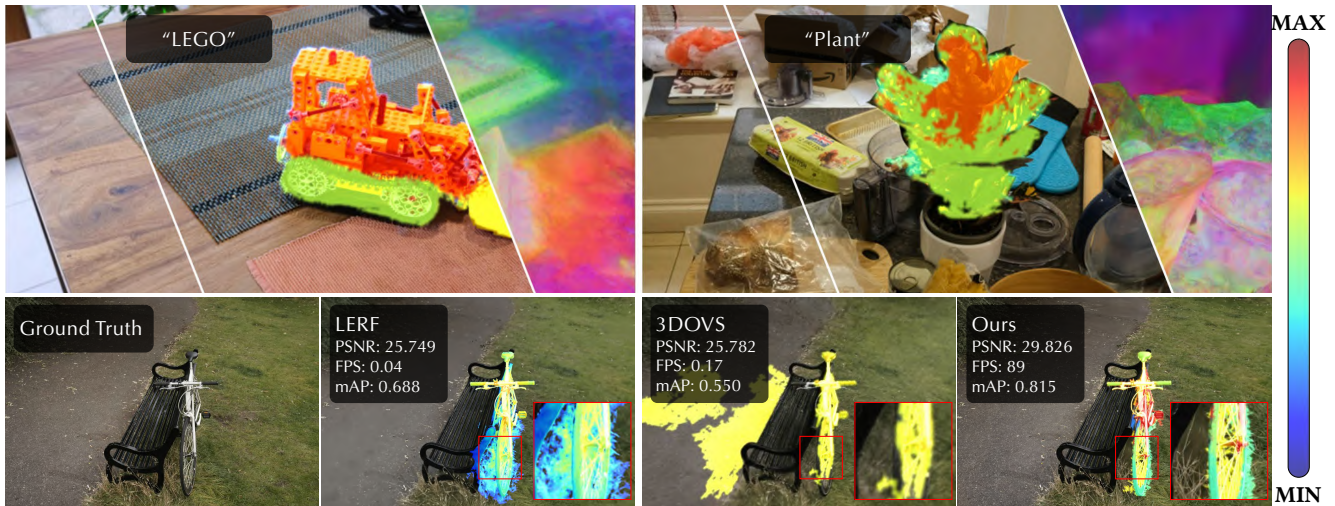 "LEGO"
"Plant"
MAX
Ground Truth
LERF
PSNR: 25.749
FPS: 0.04
mAP: 0.688
3DOVS
PSNR: 25.782
FPS: 0.17
mAP: 0.550
Ours
PSNR: 29.826
FPS: 89
mAP: 0.815
MIN